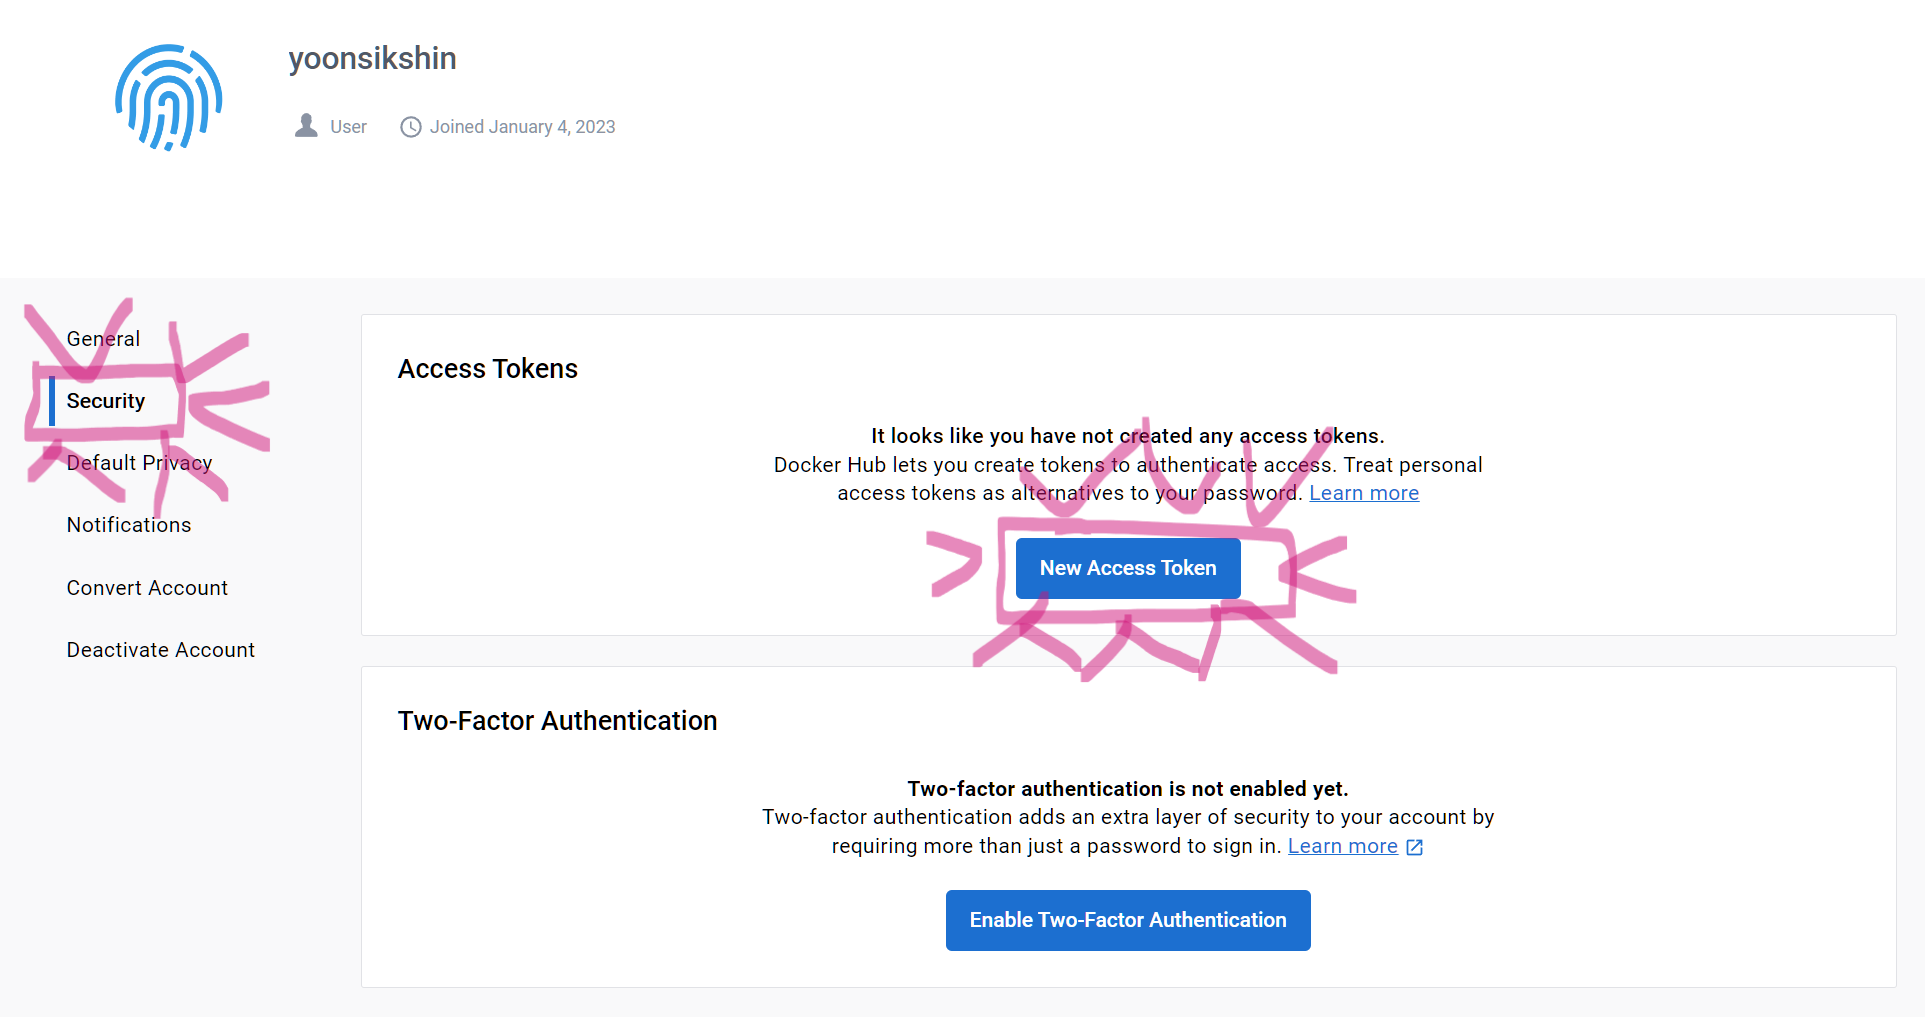 yoonsikshin
User Joined January 4, 2023
General
Security
Default Privacy
Notifications
Convert Account
Deactivate Account
Access Tokens
It looks like you have not created any access tokens.
Docker Hub lets you create tokens to authenticate access. Treat personal
access tokens as alternatives to your password. Learn more
New Access Token
Two-Factor Authentication
Two-factor authentication is not enabled yet.
Two-factor authentication adds an extra layer of security to your account by
requiring more than just a password to sign in. Learn more
Enable Two-Factor Authentication